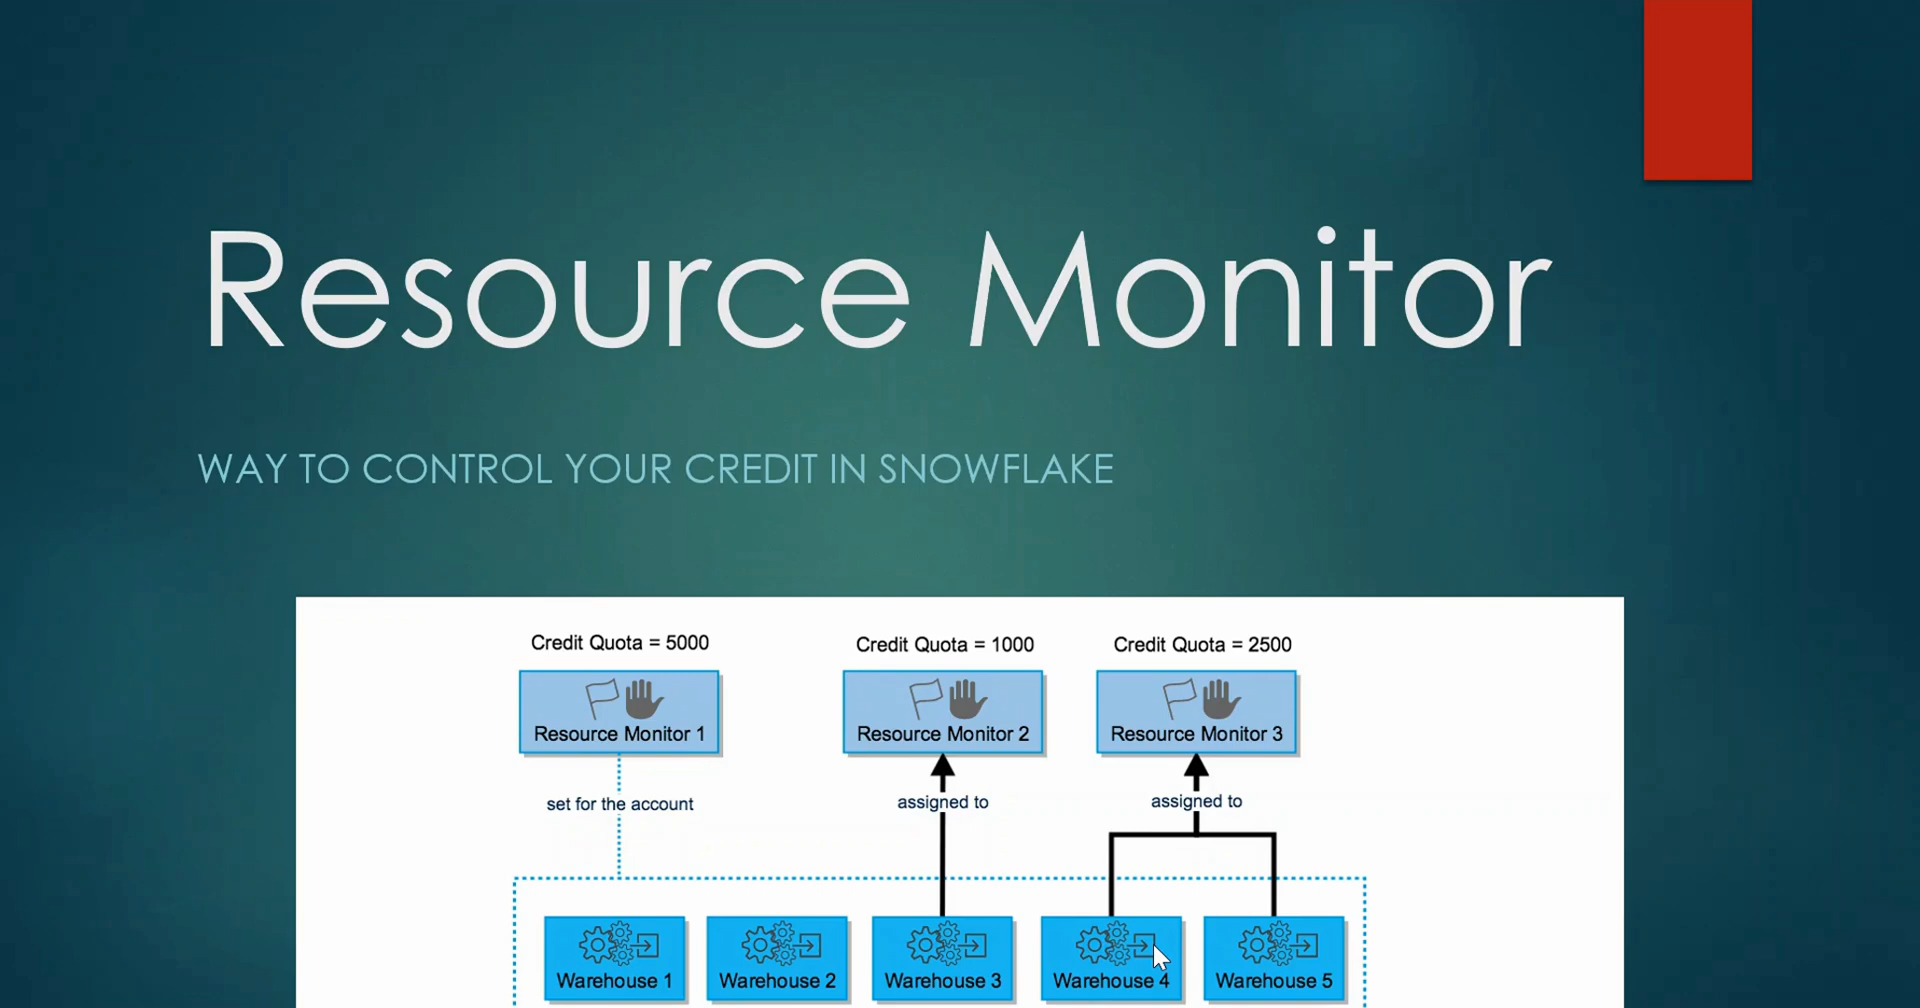 Resource Monitor
WAY TO CONTROL YOUR CREDIT IN SNOWFLAKE
Credit Quota = 5000
Credit Quota = 1000
Credit Quota = 2500
Resource Monitor 1
Resource Monitor 2
Resource Monitor 3
set for the account
assigned to
assigned to
Warehouse 1
Warehouse 2
Warehouse 3
Warehouse 4
Warehouse 5